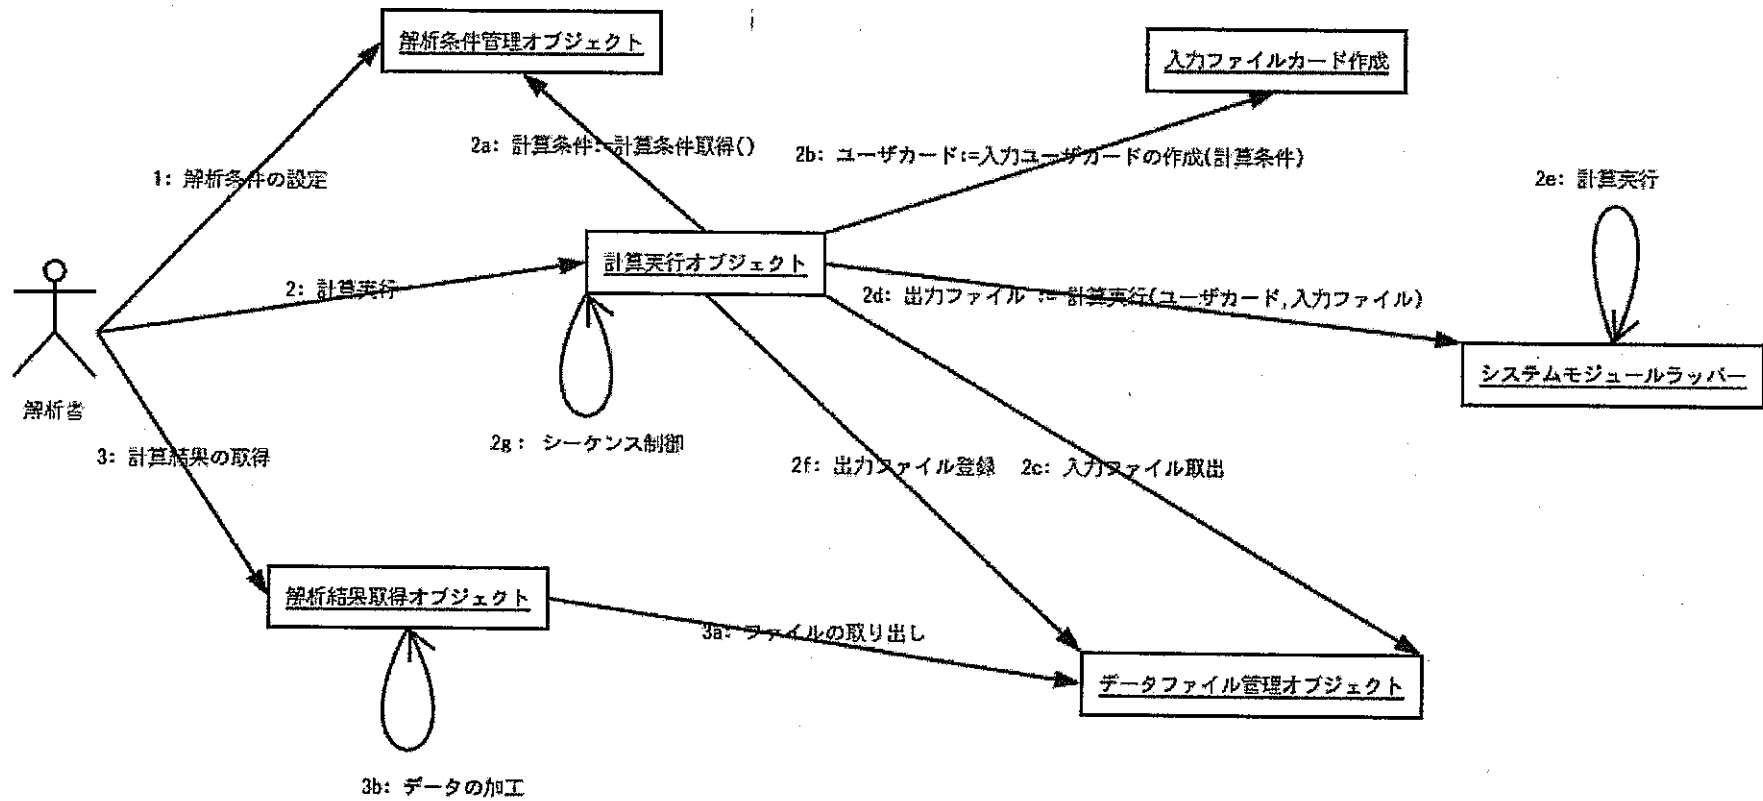 解析条件管理オブジェクト
入力ファイルカード作成
2a: 計算条件:=計算条件取得()
2b: ユーザカード:=入力ユーザカードの作成(計算条件)
1: 解析条件の設定
2e: 計算実行
計算実行オブジェクト
2: 計算実行
2d: 出力ファイル := 計算実行(ユーザカード,入力ファイル)
システムモジュールラッパー
解析者
2g: シーケンス制御
3: 計算結果の取得
2f: 出力ファイル登録
2c: 入力ファイル取出
解析結果取得オブジェクト
3a: ファイルの取り出し
データファイル管理オブジェクト
3b: データの加工